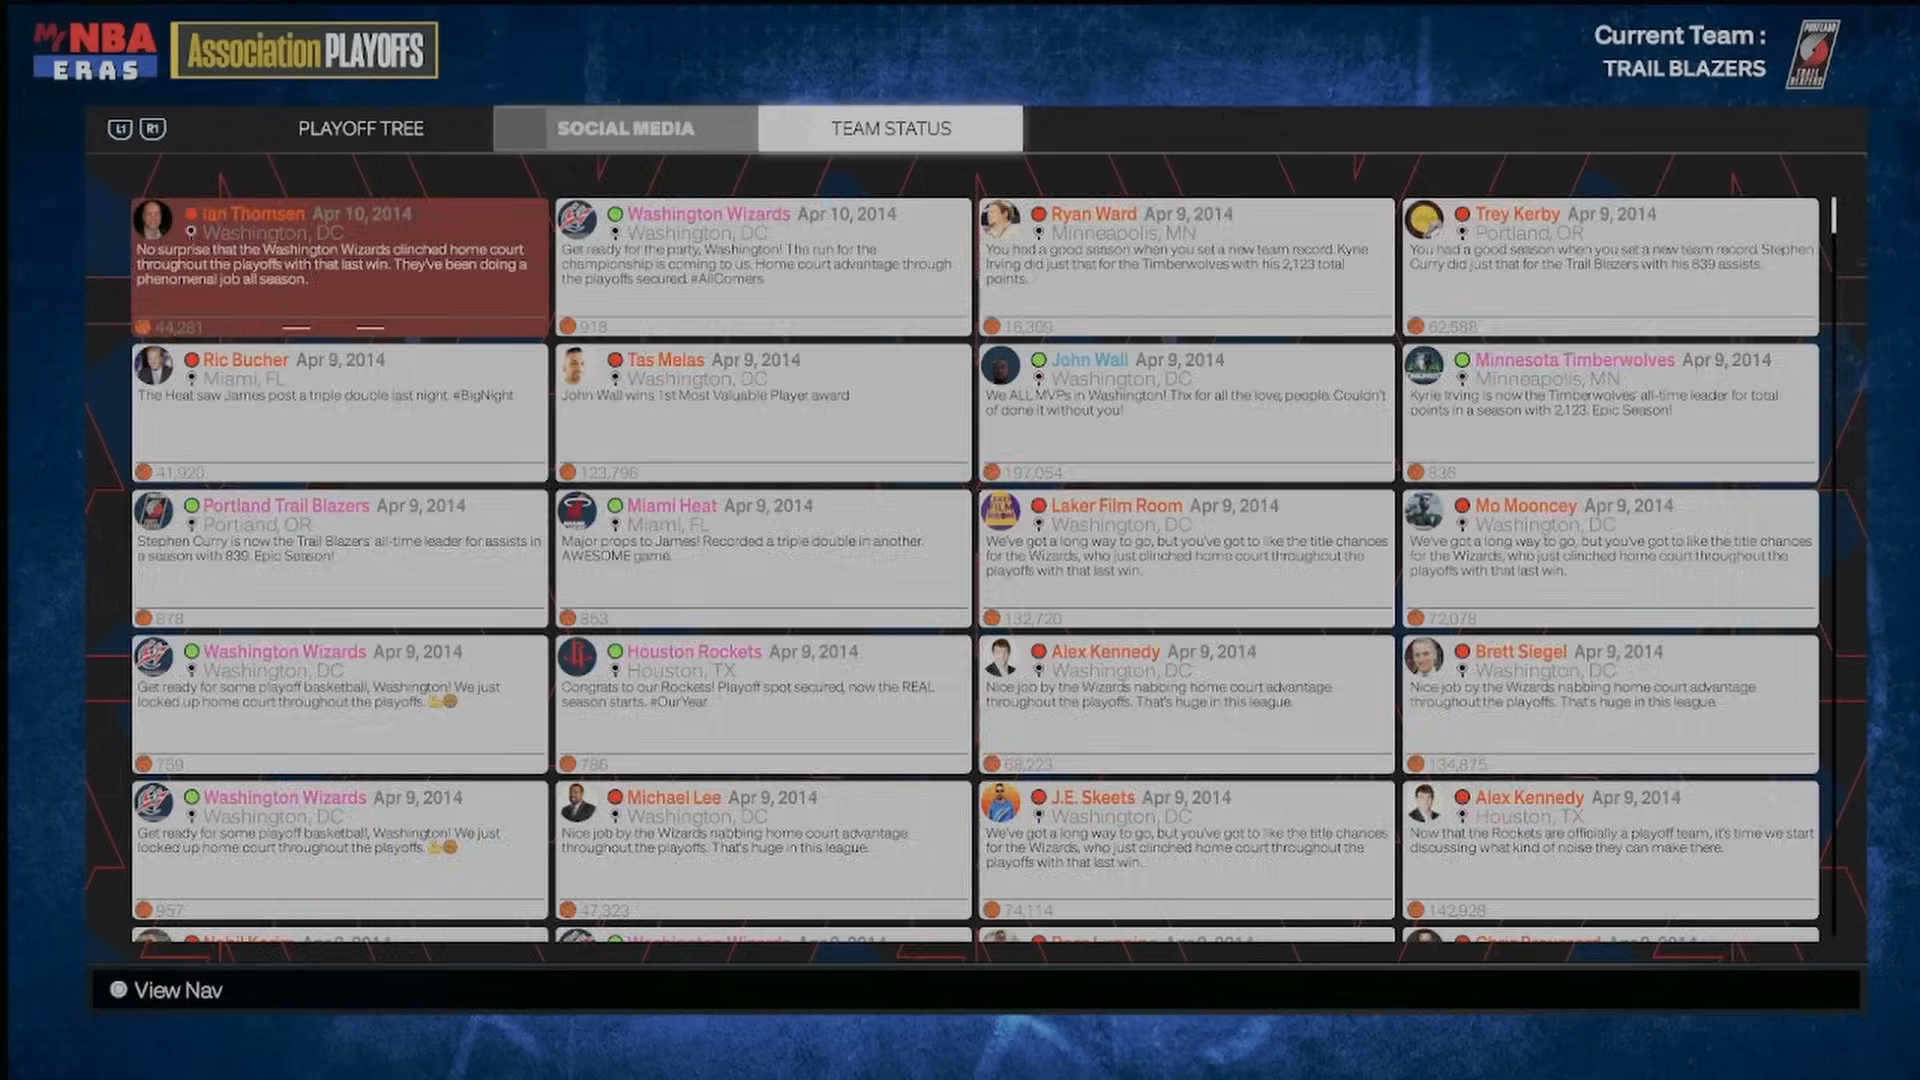 MyNBA
ERAS
Association PLAYOFFS
Current Team :
TRAIL BLAZERS
L1 R1
PLAYOFF TREE
SOCIAL MEDIA
TEAM STATUS
Ian Thomsen Apr 10, 2014
Washington, DC
No surprise that the Washington Wizards clinched home court
throughout the playoffs with that last win. They've been doing a
phenomenal job all season.
44,281
Washington Wizards Apr 10, 2014
Washington, DC
Get ready for the party, Washington! The run for the
championship is coming to us. Home court advantage through
the playoffs secured. #AllComers
918
Ryan Ward Apr 9, 2014
Minneapolis, MN
You had a good season when you set a new team record. Kyrie
Irving did just that for the Timberwolves with his 2,123 total
points.
16,309
Trey Kerby Apr 9, 2014
Portland, OR
You had a good season when you set a new team record. Stephen
Curry did just that for the Trail Blazers with his 839 assists.
62,588
Ric Bucher Apr 9, 2014
Miami, FL
The Heat saw James post a triple double last night. #BigNight
41,920
Tas Melas Apr 9, 2014
Washington, DC
John Wall wins 1st Most Valuable Player award
123,796
John Wall Apr 9, 2014
Washington, DC
We ALL MVPs in Washington! Thx for all the love, people. Couldn't
of done it without you!
197,054
Minnesota Timberwolves Apr 9, 2014
Minneapolis, MN
Kyrie Irving is now the Timberwolves' all-time leader for total
points in a season with 2,123. Epic Season!
836
Portland Trail Blazers Apr 9, 2014
Portland, OR
Stephen Curry is now the Trail Blazers' all-time leader for assists in
a season with 839. Epic Season!
878
Miami Heat Apr 9, 2014
Miami, FL
Major props to James! Recorded a triple double in another
AWESOME game.
853
Laker Film Room Apr 9, 2014
Washington, DC
We've got a long way to go, but you've got to like the title chances
for the Wizards, who just clinched home court throughout the
playoffs with that last win.
132,720
Mo Mooncey Apr 9, 2014
Washington, DC
We've got a long way to go, but you've got to like the title chances
for the Wizards, who just clinched home court throughout the
playoffs with that last win.
72,078
Washington Wizards Apr 9, 2014
Washington, DC
Get ready for some playoff basketball, Washington! We just
locked up home court throughout the playoffs.
759
Houston Rockets Apr 9, 2014
Houston, TX
Congrats to our Rockets! Playoff spot secured, now the REAL
season starts. #OurYear
786
Alex Kennedy Apr 9, 2014
Washington, DC
Nice job by the Wizards nabbing home court advantage
throughout the playoffs. That's huge in this league.
68,223
Brett Siegel Apr 9, 2014
Washington, DC
Nice job by the Wizards nabbing home court advantage
throughout the playoffs. That's huge in this league.
134,875
Washington Wizards Apr 9, 2014
Washington, DC
Get ready for some playoff basketball, Washington! We just
locked up home court throughout the playoffs.
957
Michael Lee Apr 9, 2014
Washington, DC
Nice job by the Wizards nabbing home court advantage
throughout the playoffs. That's huge in this league.
47,323
J.E. Skeets Apr 9, 2014
Washington, DC
We've got a long way to go, but you've got to like the title chances
for the Wizards, who just clinched home court throughout the
playoffs with that last win.
74,114
Alex Kennedy Apr 9, 2014
Houston, TX
Now that the Rockets are officially a playoff team, it's time we start
discussing what kind of noise they can make there.
142,928
Washington Wizards Apr 9, 2014
View Nav